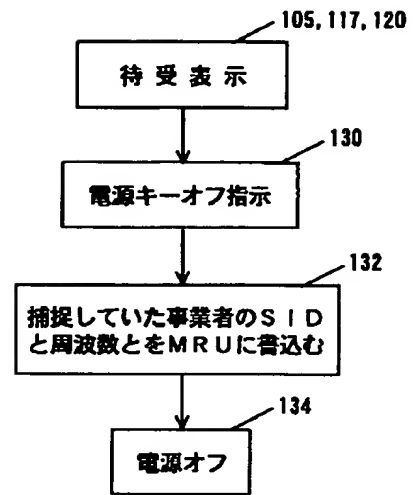 105, 117, 120
待受表示
130
電源キーオフ指示
132
捕捉していた事業者のSID
と周波数とをMRUに書込む
134
電源オフ